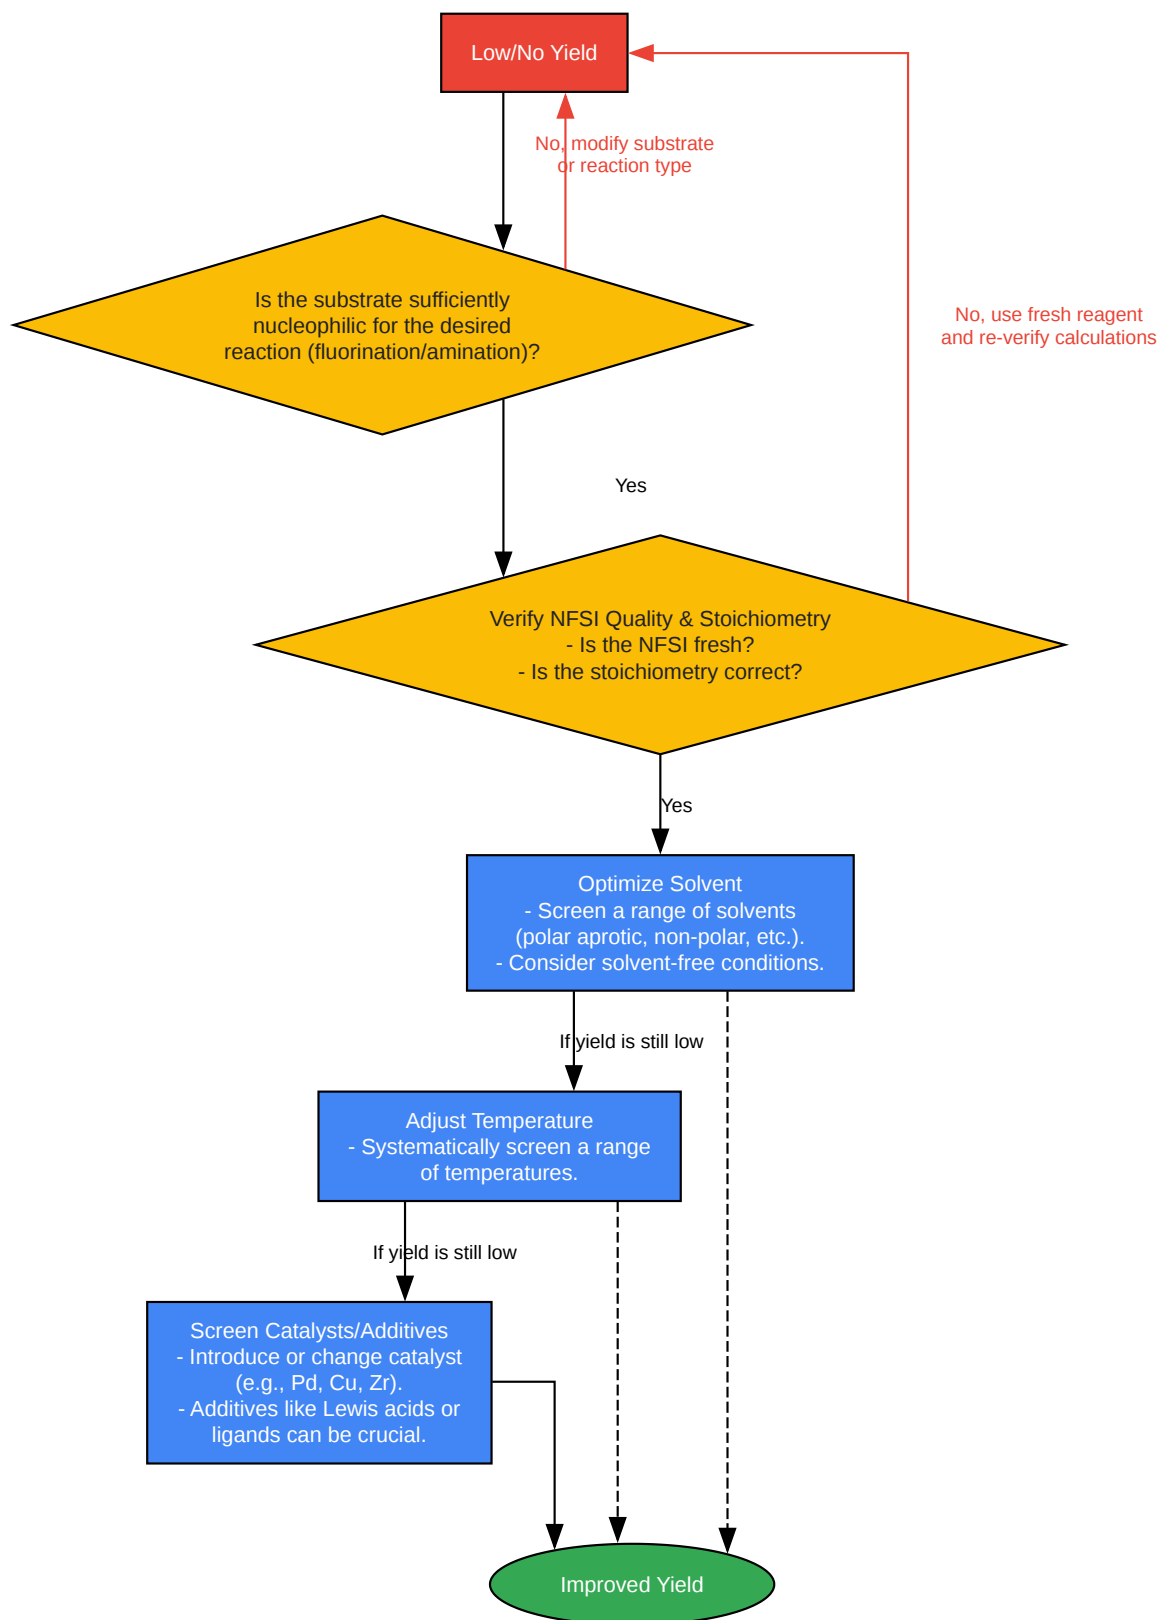 Low/No Yield
No, modify substrate
or reaction type
Is the substrate sufficiently
nucleophilic for the desired
reaction (fluorination/amination)?
No, use fresh reagent
and re-verify calculations
Yes
Verify NFSI Quality & Stoichiometry
- Is the NFSI fresh?
- Is the stoichiometry correct?
Yes
Optimize Solvent
- Screen a range of solvents
(polar aprotic, non-polar, etc.).
- Consider solvent-free conditions.
If yield is still low
Adjust Temperature
- Systematically screen a range
of temperatures.
If yield is still low
Screen Catalysts/Additives
- Introduce or change catalyst
(e.g., Pd, Cu, Zr).
- Additives like Lewis acids or
ligands can be crucial.
Improved Yield